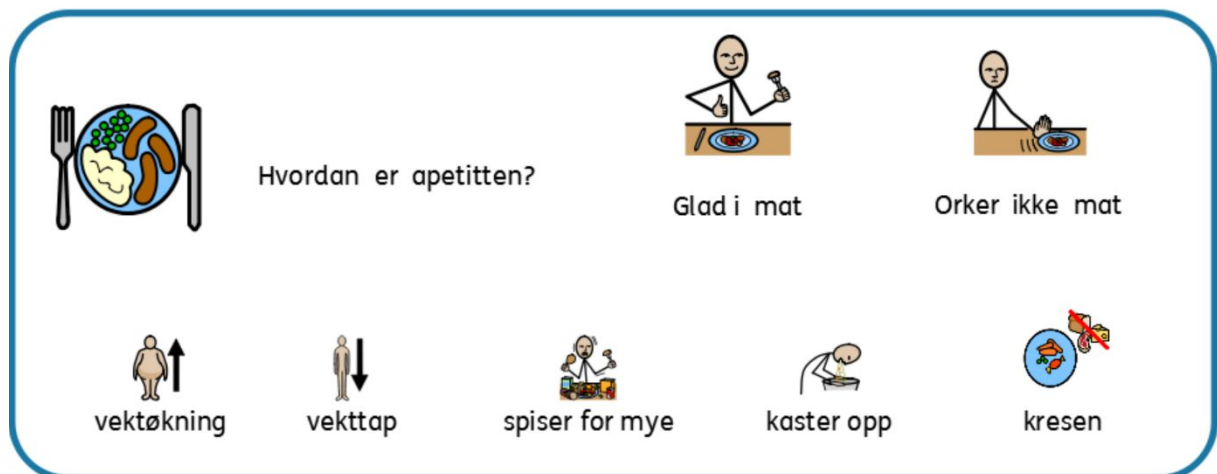 Hvordan er apetitten?
Glad i mat
Orker ikke mat
vektøkning
vekttap
spiser for mye
kaster opp
kresen